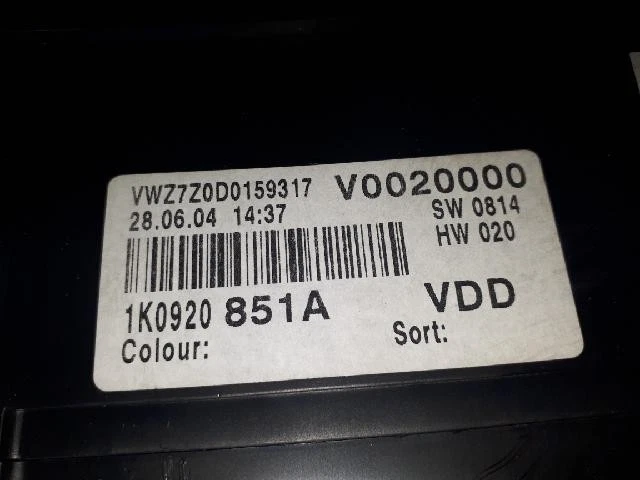 VWZ7Z0D0159317 V0020000
28.06.04 14:37 SW 0814
HW 020
1K0920 851A VDD
Colour: Sort: